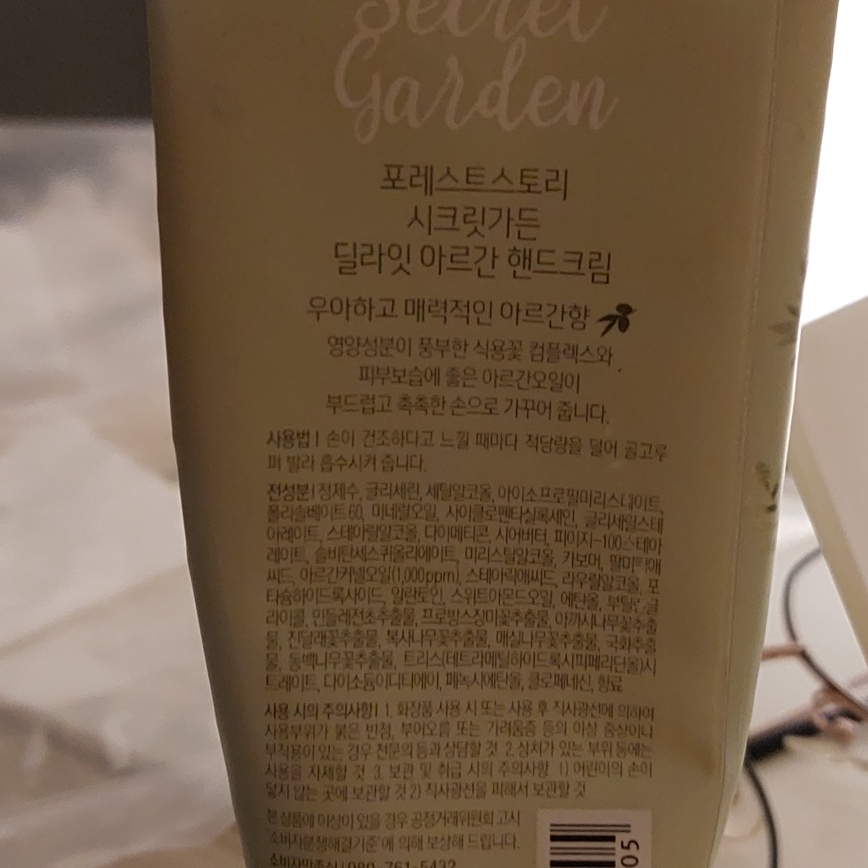 Secret
Garden
포레스트스토리
시크릿가든
딜라잇 아르간 핸드크림
우아하고 매력적인 아르간향
영양성분이 풍부한 식용꽃 컴플렉스와
피부보습에 좋은 아르간오일이
부드럽고 촉촉한 손으로 가꾸어 줍니다.
사용법 | 손이 건조하다고 느낄 때마다 적당량을 덜어 골고루
펴 발라 흡수시켜 줍니다.
전성분 | 정제수, 글리세린, 세틸알코올, 아이소프로필미리스테이트,
폴리솔베이트60, 미네랄오일, 사이클로펜타실록세인, 글리세릴스테
아레이트, 스테아릴알코올, 다이메티콘, 시어버터, 피이지-100스테아
레이트, 솔비탄세스퀴올리에이트, 미리스틸알코올, 카보머, 팔미틱애
씨드, 아르간커넬오일(1,000ppm), 스테아릭애씨드, 라우릴알코올, 포
타슘하이드록사이드, 알란토인, 스위트아몬드오일, 에탄올, 부틸렌글
라이콜, 민들레전초추출물, 프로방스장미꽃추출물, 아까시나무꽃추출
물, 진달래꽃추출물, 복사나무꽃추출물, 매실나무꽃추출물, 국화추출
물, 동백나무꽃추출물, 트리스(테트라메틸하이드록시피페리딘올)시
트레이트, 다이소듐이디티에이, 페녹시에탄올, 클로페네신, 향료
사용 시의 주의사항 | 1. 화장품 사용 시 또는 사용 후 직사광선에 의하여
사용부위가 붉은 반점, 부어오름 또는 가려움증 등의 이상 증상이나
부작용이 있는 경우 전문의 등과 상담할 것 2. 상처가 있는 부위 등에는
사용을 자제할 것 3. 보관 및 취급 시의 주의사항 1) 어린이의 손이
닿지 않는 곳에 보관할 것 2) 직사광선을 피해서 보관할 것
본 상품에 이상이 있을 경우 공정거래위원회 고시
'소비자분쟁해결기준'에 의해 보상해 드립니다.
소비자만족실 | 080-761-5432
05